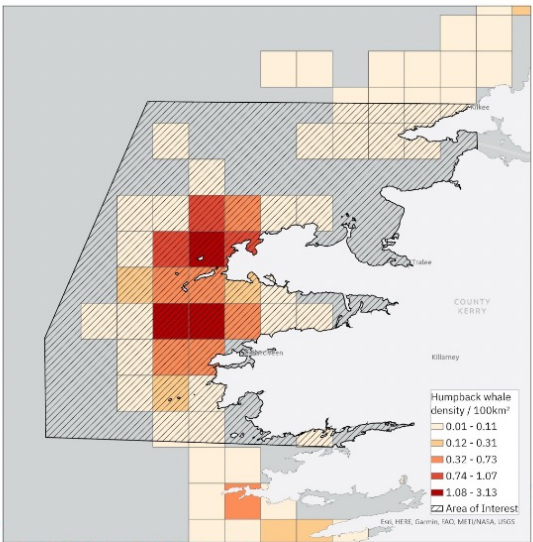 Kilkee
Tralee
COUNTY
KERRY
Killarney
Humpback whale
density / 100km²
0.01 - 0.11
0.12 - 0.31
0.32 - 0.73
0.74 - 1.07
1.08 - 3.13
Area of Interest
Esri, HERE, Garmin, FAO, METI/NASA, USGS